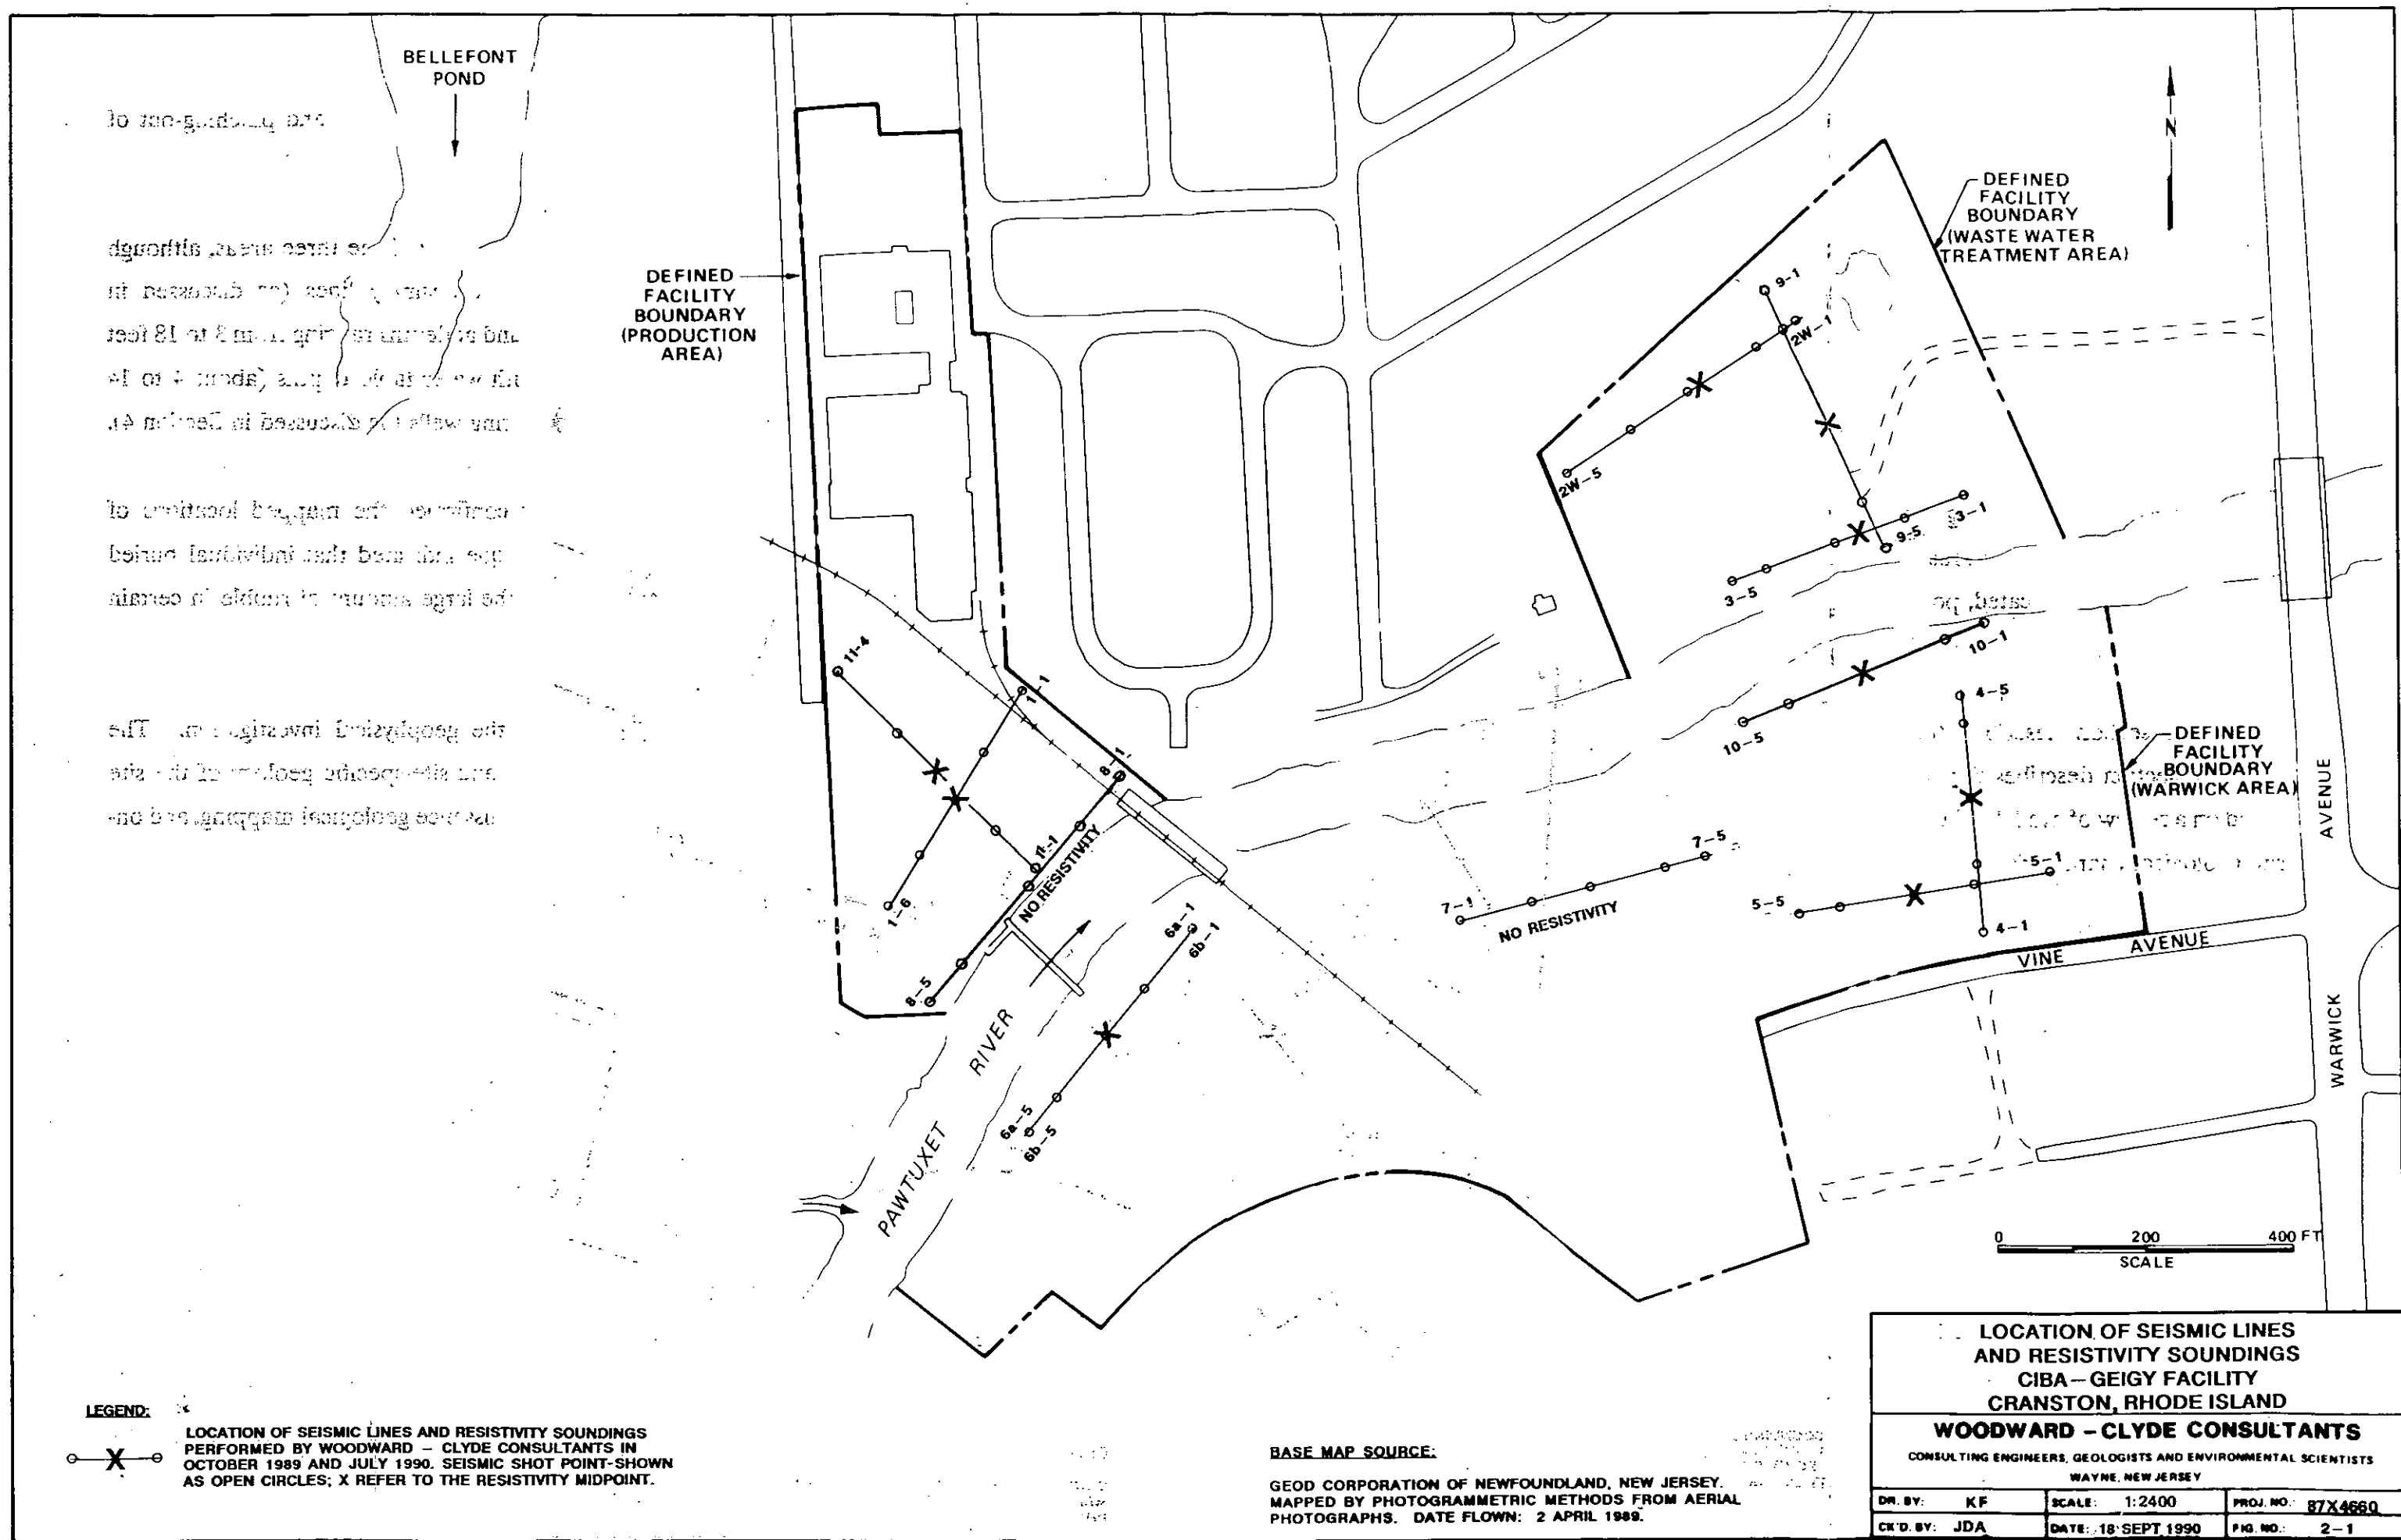 BELLEFONT
POND
DEFINED
FACILITY
BOUNDARY
(PRODUCTION
AREA)
DEFINED
FACILITY
BOUNDARY
(WASTE WATER
TREATMENT AREA)
N
9-1
2W-1
2W-5
3-1
9-5
3-5
10-1
10-5
4-5
DEFINED
FACILITY
BOUNDARY
(WARWICK AREA)
AVENUE
WARWICK
11-4
1-1
8-1
11-1
NO RESISTIVITY
1-6
8-5
6a-1
6b-1
6a-5
6b-5
7-5
7-1
NO RESISTIVITY
5-1
5-5
4-1
VINE AVENUE
PAWTUXET RIVER
0 200 400 FT
SCALE
LEGEND:
X
LOCATION OF SEISMIC LINES AND RESISTIVITY SOUNDINGS
PERFORMED BY WOODWARD – CLYDE CONSULTANTS IN
OCTOBER 1989 AND JULY 1990. SEISMIC SHOT POINT-SHOWN
AS OPEN CIRCLES; X REFER TO THE RESISTIVITY MIDPOINT.
BASE MAP SOURCE:
GEOD CORPORATION OF NEWFOUNDLAND, NEW JERSEY.
MAPPED BY PHOTOGRAMMETRIC METHODS FROM AERIAL
PHOTOGRAPHS. DATE FLOWN: 2 APRIL 1989.
LOCATION OF SEISMIC LINES
AND RESISTIVITY SOUNDINGS
CIBA–GEIGY FACILITY
CRANSTON, RHODE ISLAND
WOODWARD – CLYDE CONSULTANTS
CONSULTING ENGINEERS, GEOLOGISTS AND ENVIRONMENTAL SCIENTISTS
WAYNE, NEW JERSEY
DR. BY: KF SCALE: 1:2400 PROJ. NO.: 87X4660
CK'D. BY: JDA DATE: 18 SEPT 1990 FIG. NO.: 2-1